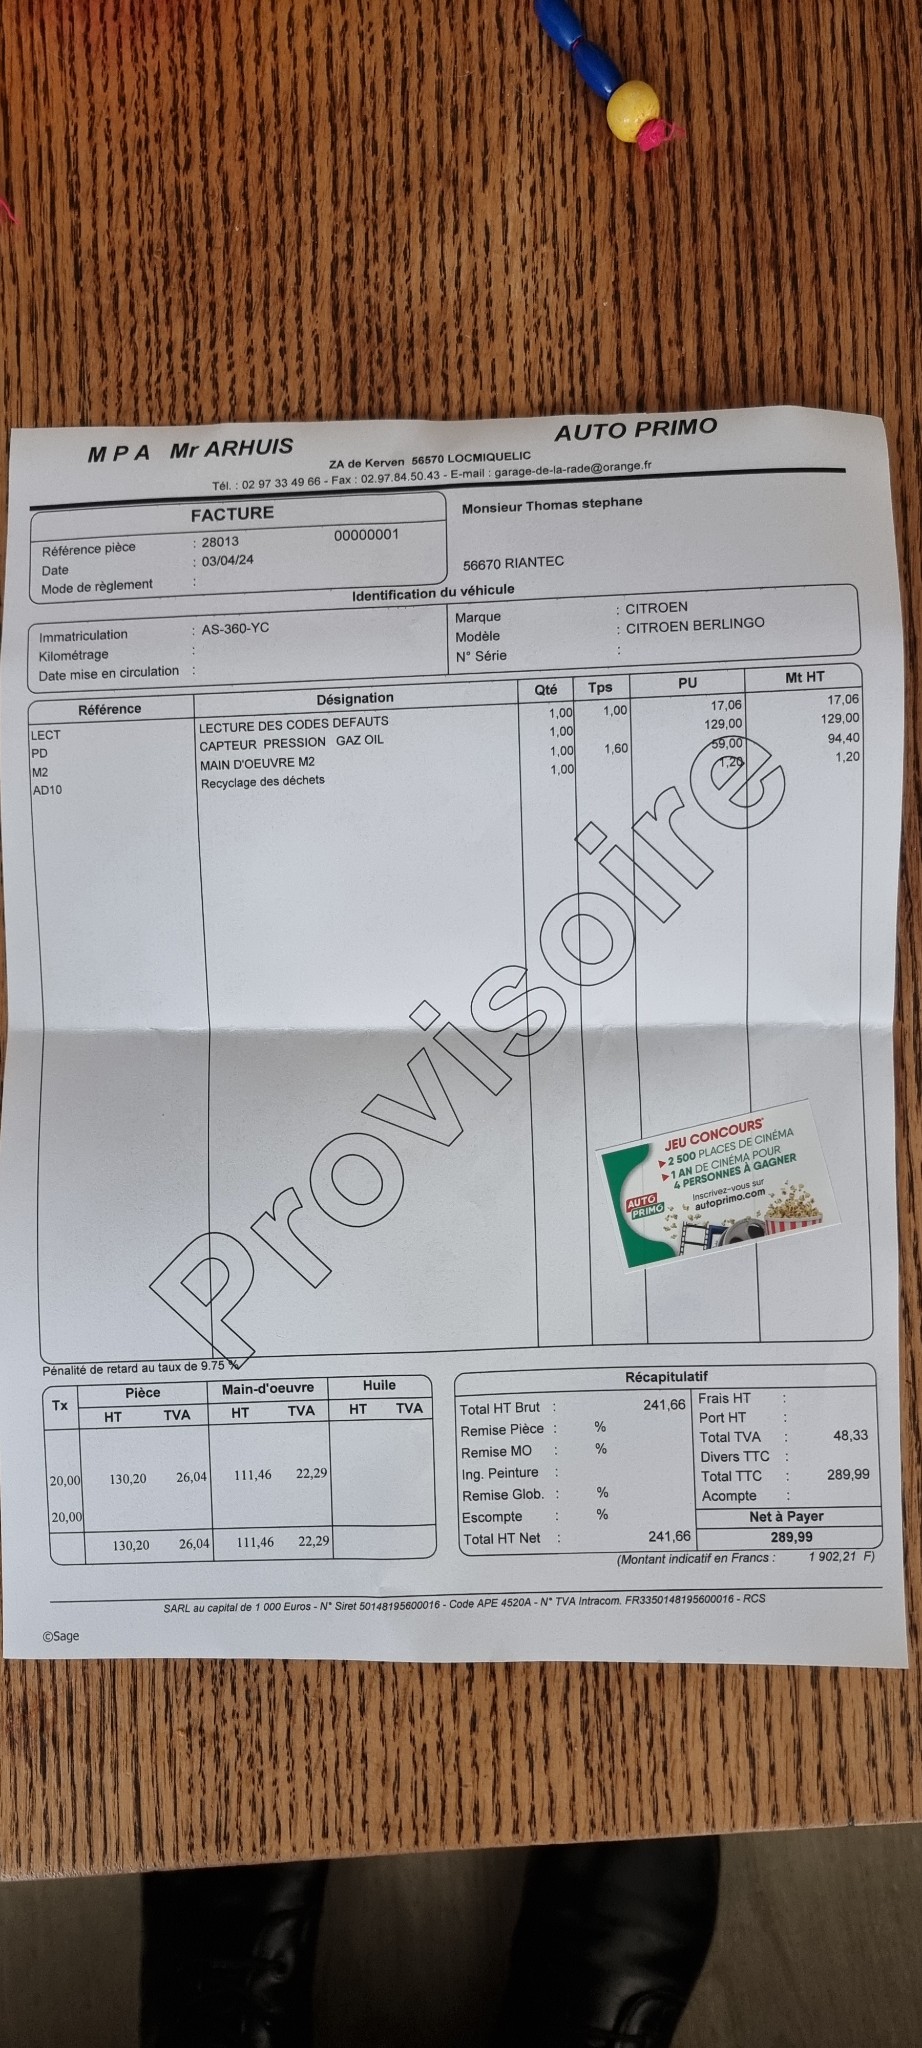 M P A Mr ARHUIS
AUTO PRIMO
ZA de Kerven 56570 LOCMIQUELIC
Tél. : 02 97 33 49 66 - Fax : 02.97.84.50.43 - E-mail : garage-de-la-rade@orange.fr
FACTURE
Référence pièce : 28013 00000001
Date : 03/04/24
Mode de règlement :
Monsieur Thomas stephane
56670 RIANTEC
Identification du véhicule
Immatriculation : AS-360-YC
Kilométrage :
Date mise en circulation :
Marque : CITROEN
Modèle : CITROEN BERLINGO
N° Série :
Référence Désignation Qté Tps PU Mt HT
LECT LECTURE DES CODES DEFAUTS 1,00 1,00 17,06 17,06
PD CAPTEUR PRESSION GAZ OIL 1,00 129,00 129,00
M2 MAIN D'OEUVRE M2 1,00 1,60 59,00 94,40
AD10 Recyclage des déchets 1,00 1,20 1,20
Provisoire
JEU CONCOURS*
2 500 PLACES DE CINÉMA
1 AN DE CINÉMA POUR
4 PERSONNES À GAGNER
Inscrivez-vous sur
autoprimo.com
AUTO
PRIMO
Pénalité de retard au taux de 9.75 %
Tx Pièce Main-d'oeuvre Huile
HT TVA HT TVA HT TVA
20,00 130,20 26,04 111,46 22,29
20,00
130,20 26,04 111,46 22,29
Récapitulatif
Total HT Brut : 241,66
Remise Pièce : %
Remise MO : %
Ing. Peinture :
Remise Glob. : %
Escompte : %
Total HT Net : 241,66
Frais HT :
Port HT :
Total TVA : 48,33
Divers TTC :
Total TTC : 289,99
Acompte :
Net à Payer
289,99
(Montant indicatif en Francs : 1 902,21 F)
SARL au capital de 1 000 Euros - N° Siret 50148195600016 - Code APE 4520A - N° TVA Intracom. FR3350148195600016 - RCS
©Sage